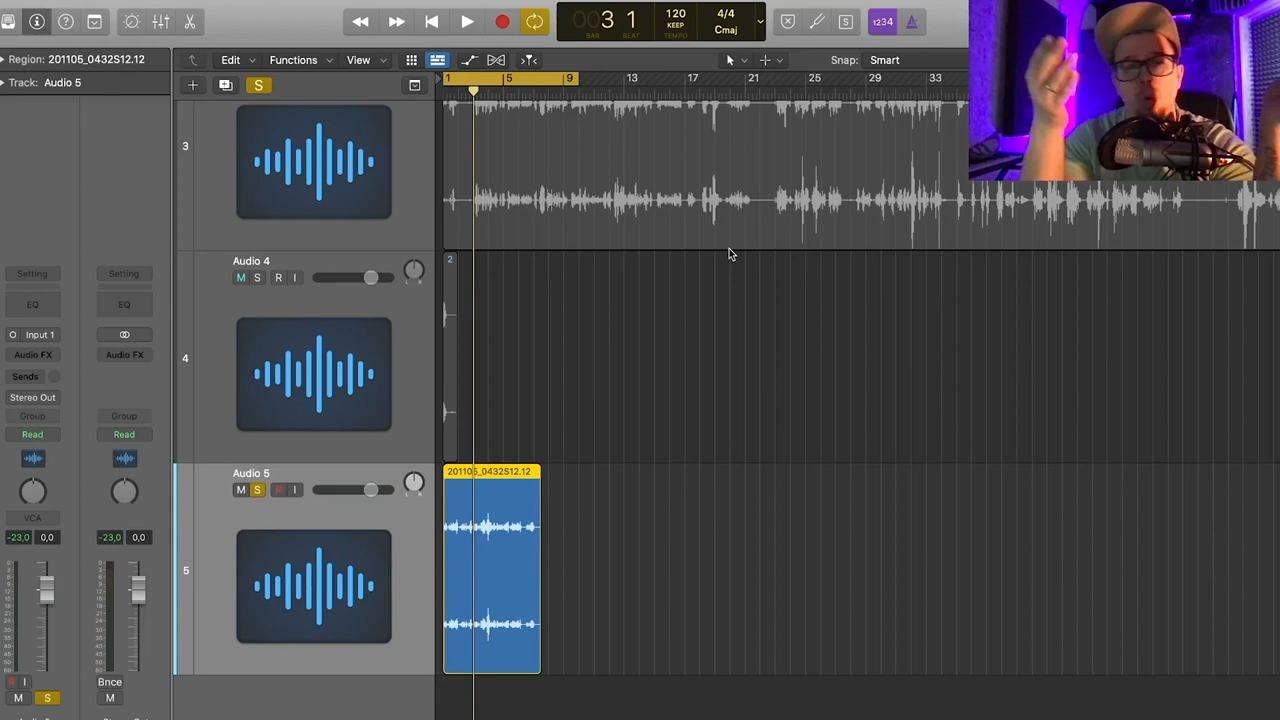 3 1
120
4/4
BAR
BEAT
KEEP
TEMPO
Cmaj
S
1234
Region: 201105_0432S12.12
Edit
Functions
View
Snap:
Smart
Track: Audio 5
S
1
5
9
13
17
21
25
29
33
3
Audio 4
M S R I
L R
2
4
Setting
Setting
EQ
EQ
Input 1
Audio FX
Audio FX
Sends
Stereo Out
Group
Group
Read
Read
VCA
-23,0
0,0
-23,0
0,0
Audio 5
M S R I
L R
201105_0432S12.12
5
R I
Bnce
M S
M